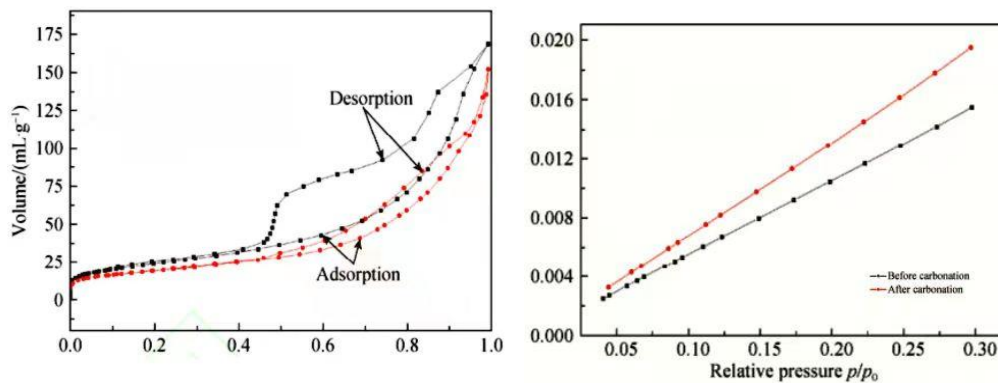 175
150
125
100
75
50
25
0
Volume/(mL·g⁻¹)
Desorption
Adsorption
0.0 0.2 0.4 0.6 0.8 1.0
0.020
0.016
0.012
0.008
0.004
0.000
Before carbonation
After carbonation
0.05 0.10 0.15 0.20 0.25 0.30
Relative pressure p/p₀